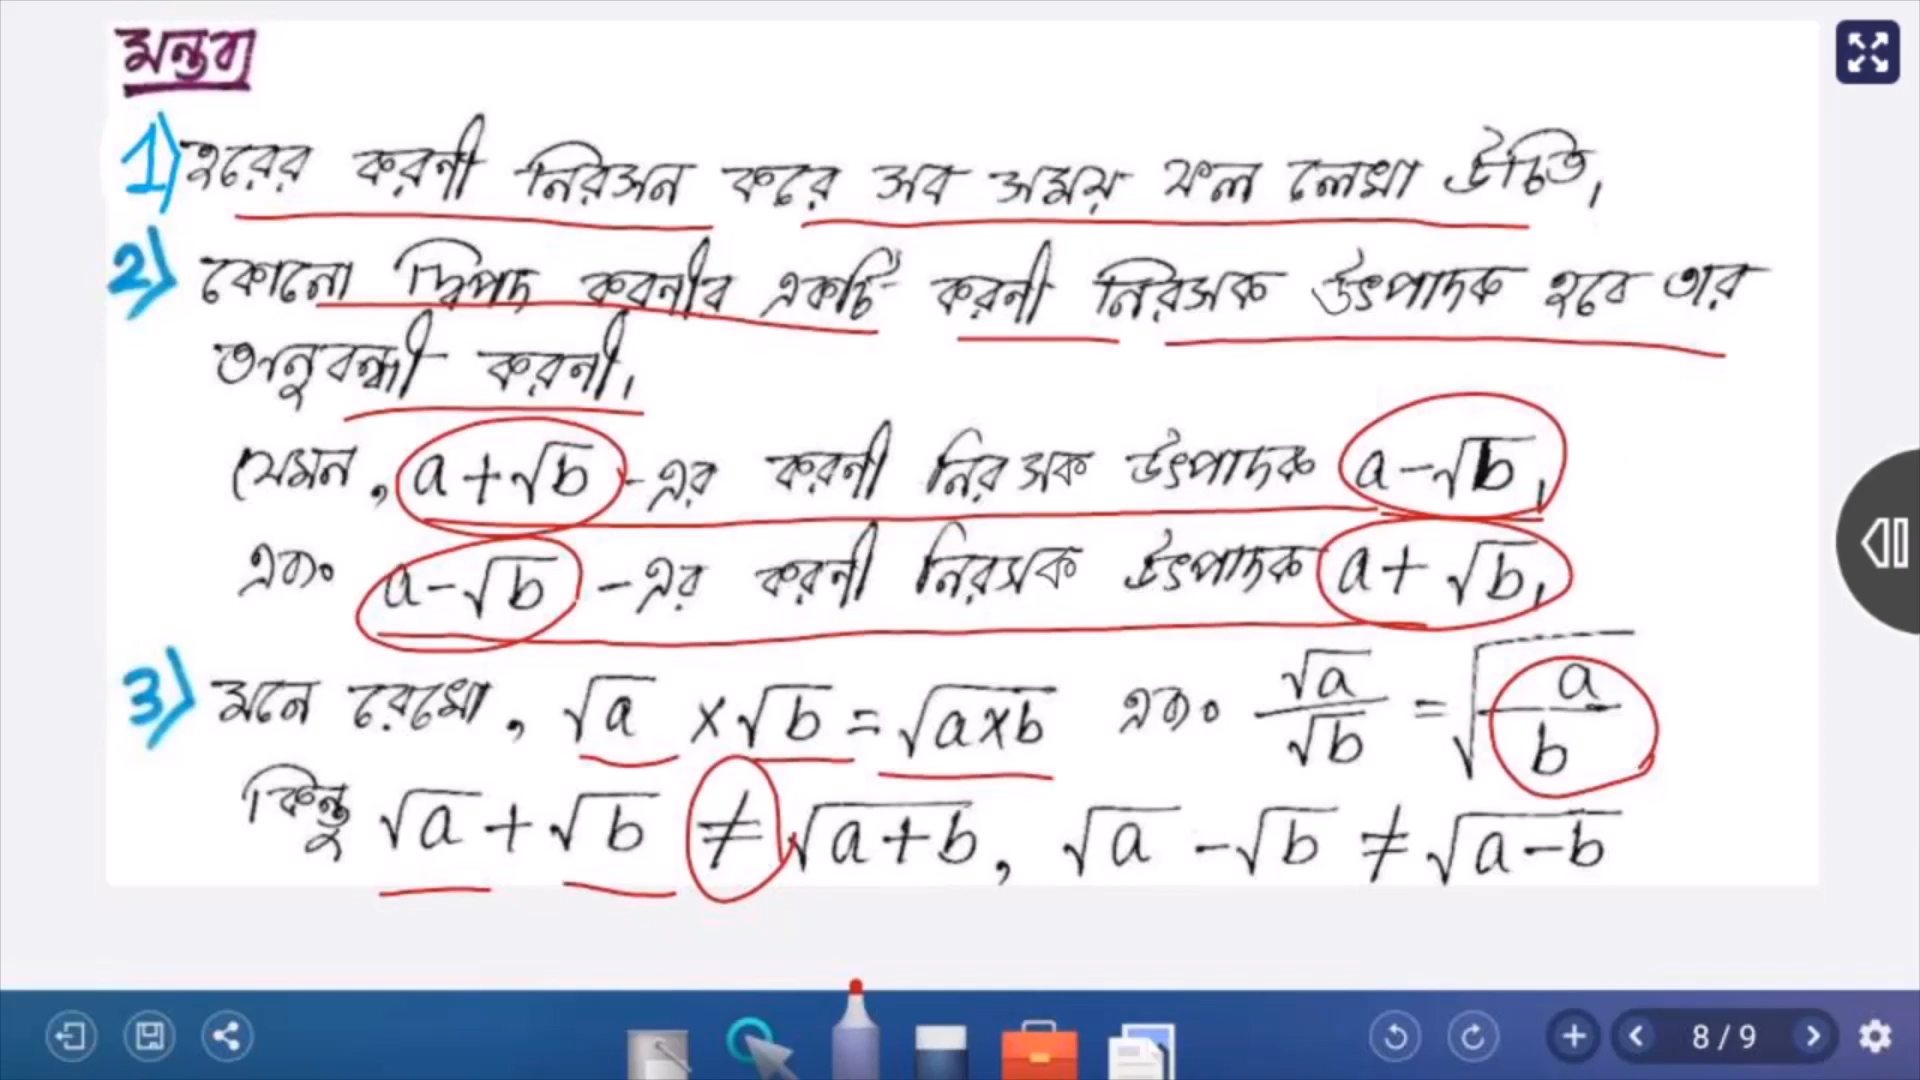 মন্তব্য
1) হরের করণী নিরসন করে সব সময় ফল লেখা উচিত।
2) কোনো দ্বিপদ করণীর একটি করণী নিরসক উৎপাদক হবে তার
অনুবন্ধী করণী।
যেমন, a+√b -এর করণী নিরসক উৎপাদক a-√b।
এবং a-√b -এর করণী নিরসক উৎপাদক a+√b।
3) মনে রেখো, √a × √b = √a×b এবং √a/√b = √a/b
কিন্তু √a + √b ≠ √a+b, √a - √b ≠ √a-b
8 / 9